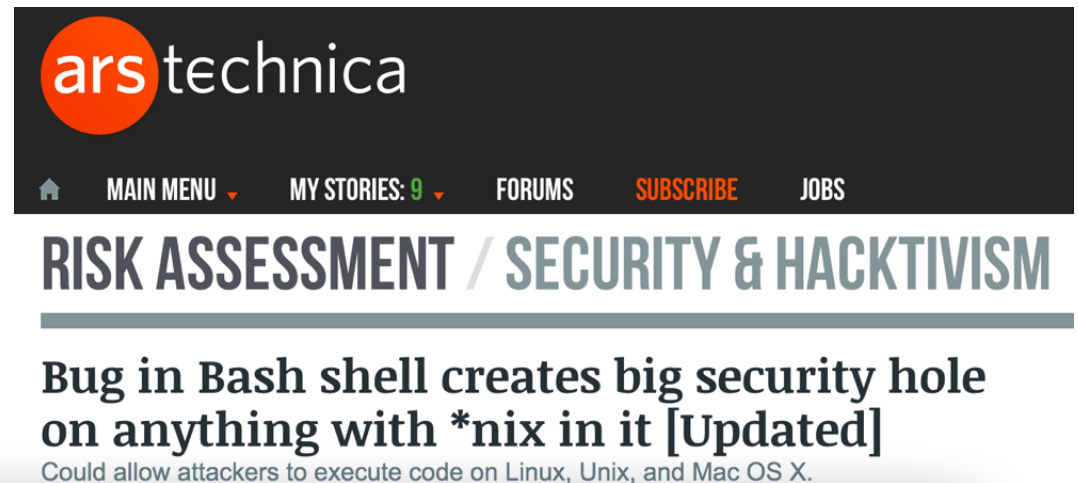 ars technica
MAIN MENU MY STORIES: 9 FORUMS SUBSCRIBE JOBS
RISK ASSESSMENT / SECURITY & HACKTIVISM
Bug in Bash shell creates big security hole
on anything with *nix in it [Updated]
Could allow attackers to execute code on Linux, Unix, and Mac OS X.